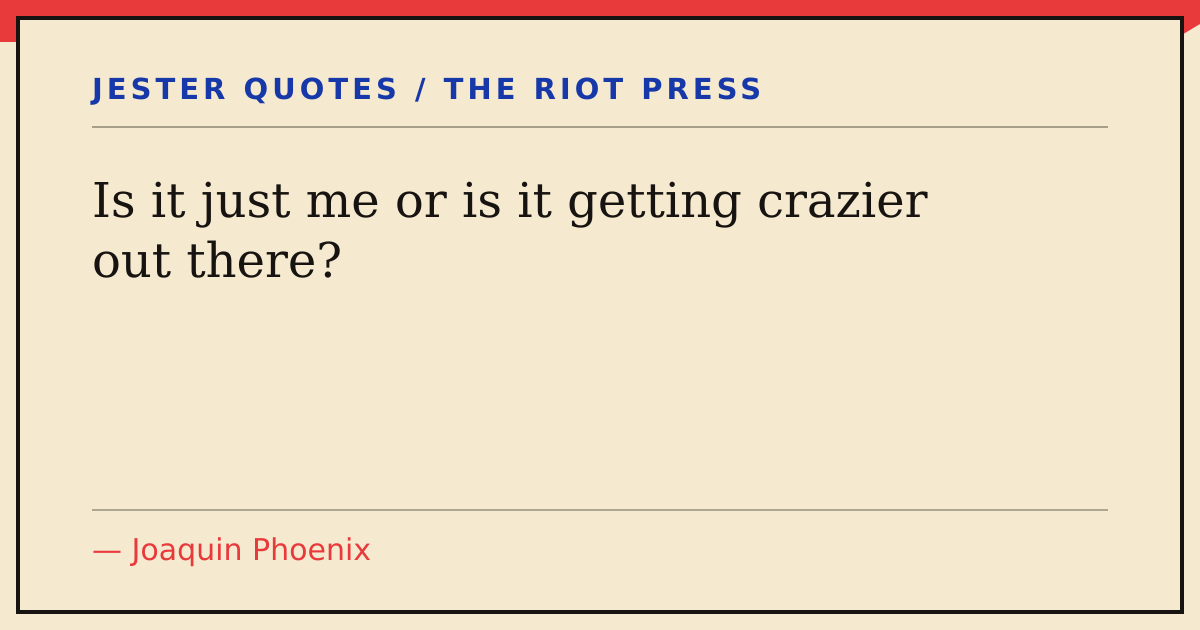 JESTER QUOTES / THE RIOT PRESS
Is it just me or is it getting crazier
out there?
— Joaquin Phoenix